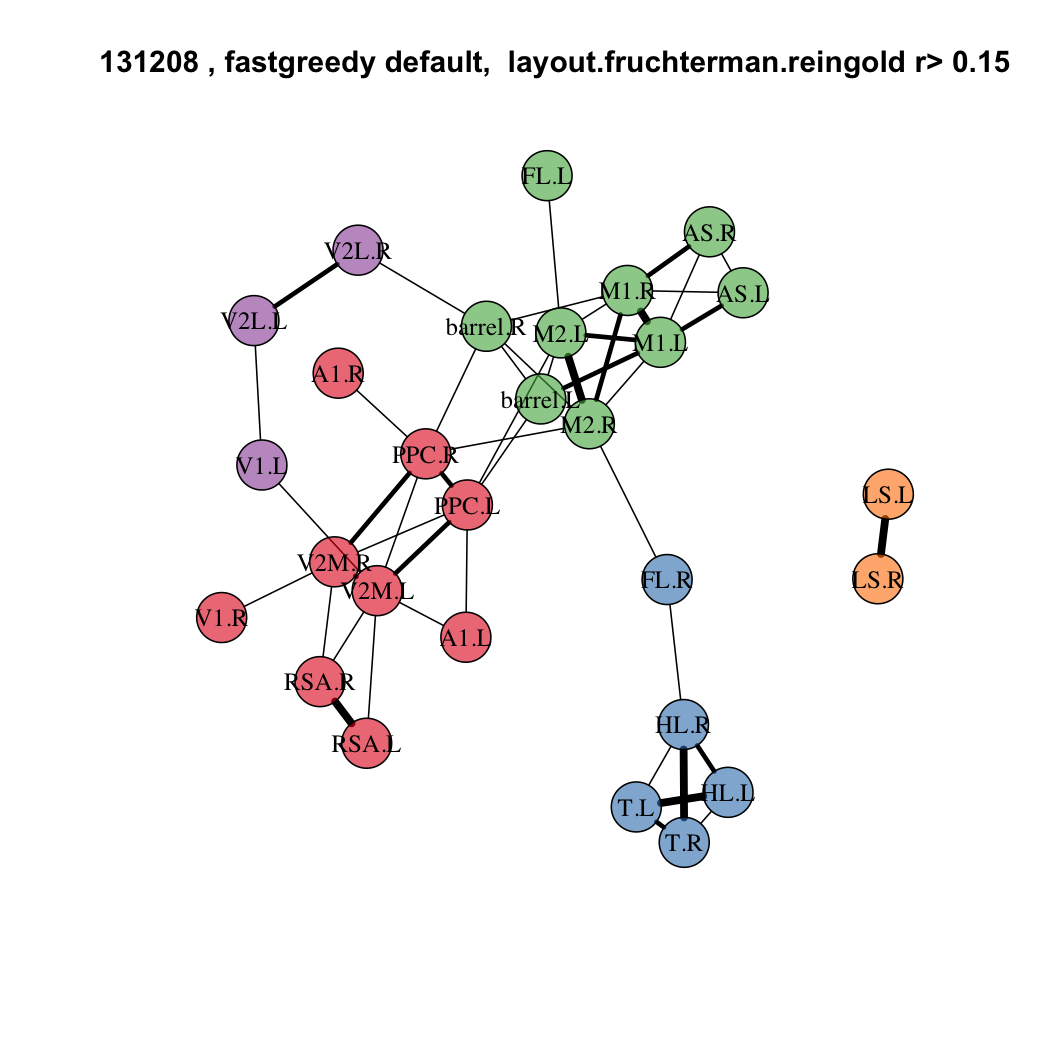 131208 , fastgreedy default,  layout.fruchterman.reingold r> 0.15
FL.L
AS.R
V2L.R
M1.R
AS.L
V2L.L
barrel.R
M2.L
M1.L
A1.R
barrel.L
M2.R
PPC.R
V1.L
LS.L
PPC.L
V2M.R
FL.R
LS.R
V2M.L
V1.R
A1.L
RSA.R
HL.R
RSA.L
HL.L
T.L
T.R